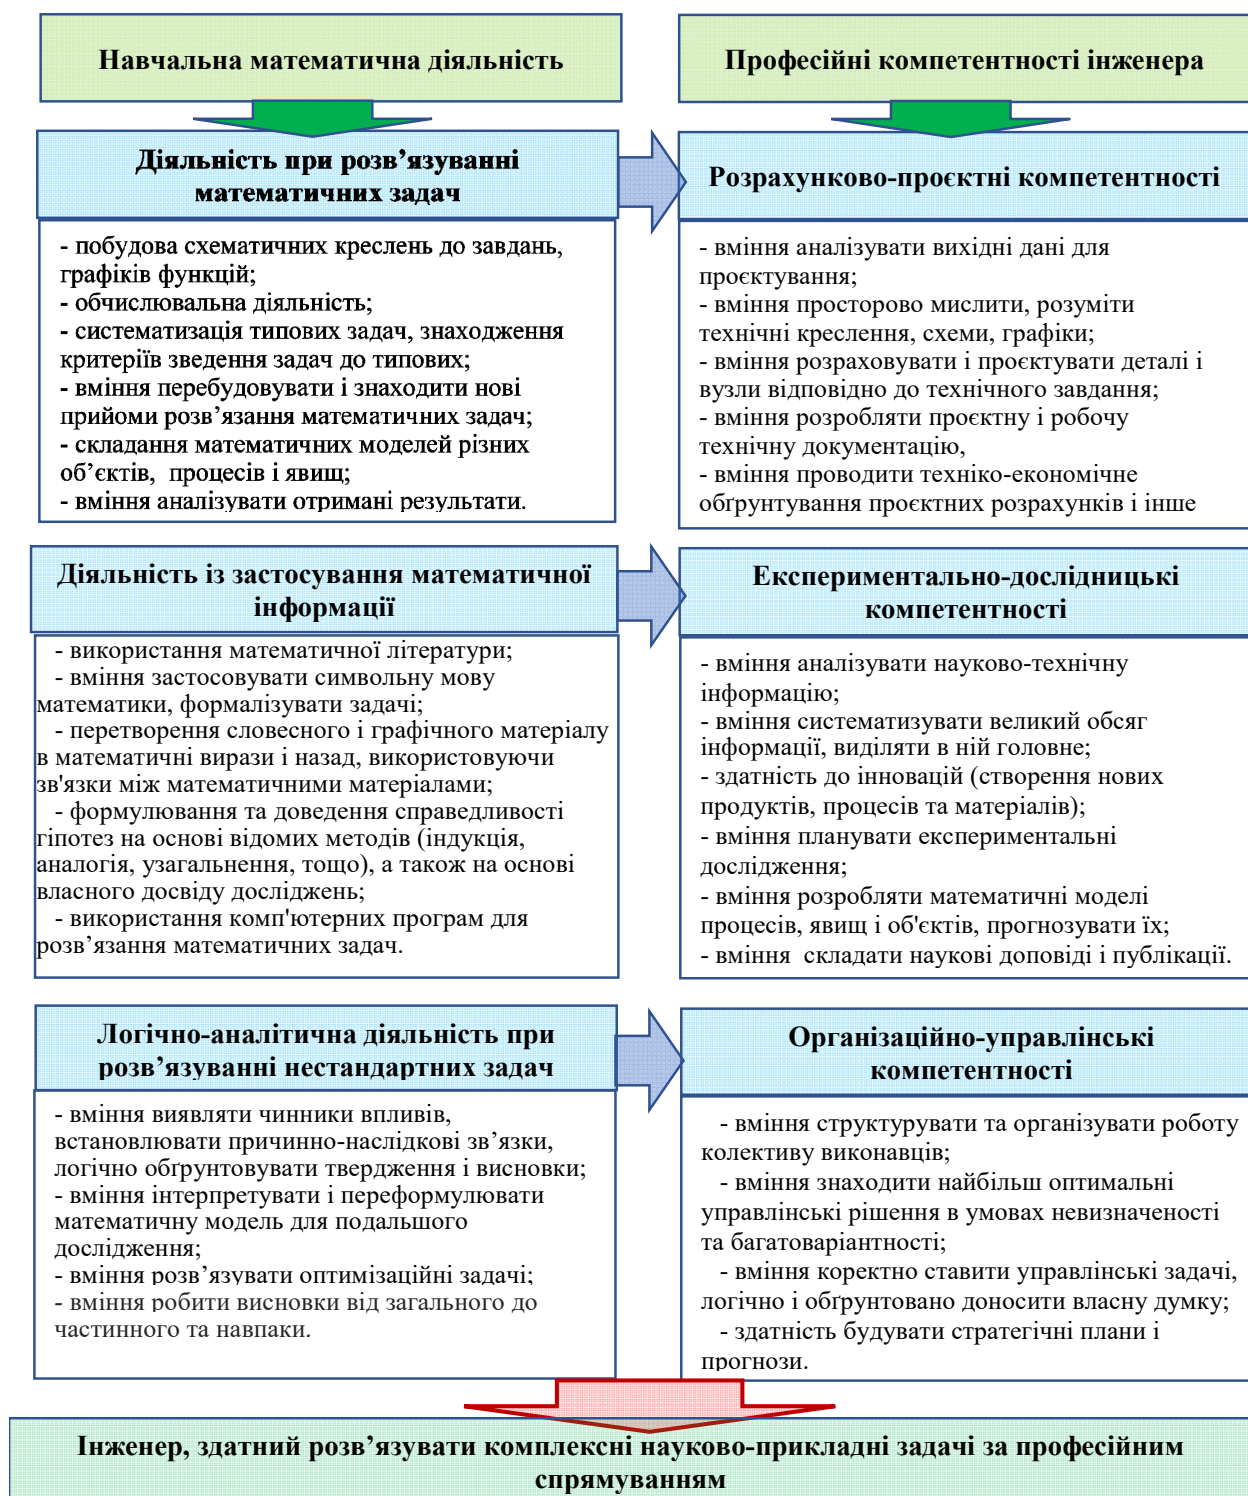 Навчальна математична діяльність
Професійні компетентності інженера
Діяльність при розв’язуванні
математичних задач
Розрахунково-проєктні компетентності
- побудова схематичних креслень до завдань,
графіків функцій;
- обчислювальна діяльність;
- систематизація типових задач, знаходження
критеріїв зведення задач до типових;
- вміння перебудовувати і знаходити нові
прийоми розв’язання математичних задач;
- складання математичних моделей різних
об’єктів, процесів і явищ;
- вміння аналізувати отримані результати.
- вміння аналізувати вихідні дані для
проєктування;
- вміння просторово мислити, розуміти
технічні креслення, схеми, графіки;
- вміння розраховувати і проєктувати деталі і
вузли відповідно до технічного завдання;
- вміння розробляти проєктну і робочу
технічну документацію,
- вміння проводити техніко-економічне
обґрунтування проєктних розрахунків і інше
Діяльність із застосування математичної
інформації
Експериментально-дослідницькі
компетентності
- використання математичної літератури;
- вміння застосовувати символьну мову
математики, формалізувати задачі;
- перетворення словесного і графічного матеріалу
в математичні вирази і назад, використовуючи
зв'язки між математичними матеріалами;
- формулювання та доведення справедливості
гіпотез на основі відомих методів (індукція,
аналогія, узагальнення, тощо), а також на основі
власного досвіду досліджень;
- використання комп'ютерних програм для
розв’язання математичних задач.
- вміння аналізувати науково-технічну
інформацію;
- вміння систематизувати великий обсяг
інформації, виділяти в ній головне;
- здатність до інновацій (створення нових
продуктів, процесів та матеріалів);
- вміння планувати експериментальні
дослідження;
- вміння розробляти математичні моделі
процесів, явищ і об'єктів, прогнозувати їх;
- вміння складати наукові доповіді і публікації.
Логічно-аналітична діяльність при
розв’язуванні нестандартних задач
Організаційно-управлінські
компетентності
- вміння виявляти чинники впливів,
встановлювати причинно-наслідкові зв’язки,
логічно обґрунтовувати твердження і висновки;
- вміння інтерпретувати і переформулювати
математичну модель для подальшого
дослідження;
- вміння розв’язувати оптимізаційні задачі;
- вміння робити висновки від загального до
частинного та навпаки.
- вміння структурувати та організувати роботу
колективу виконавців;
- вміння знаходити найбільш оптимальні
управлінські рішення в умовах невизначеності
та багатоваріантності;
- вміння коректно ставити управлінські задачі,
логічно і обґрунтовано доносити власну думку;
- здатність будувати стратегічні плани і
прогнози.
Інженер, здатний розв’язувати комплексні науково-прикладні задачі за професійним
спрямуванням